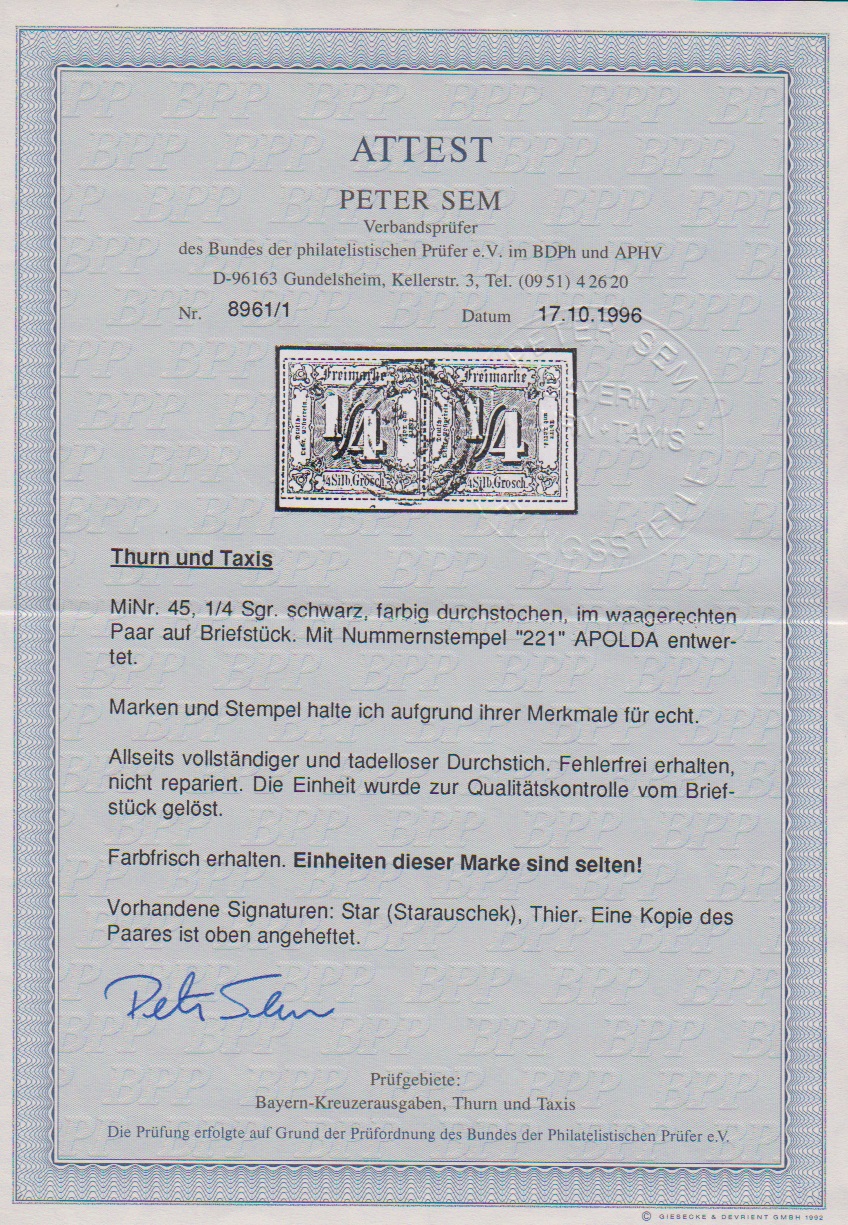 ATTEST
PETER SEM
Verbandsprüfer
des Bundes der philatelistischen Prüfer e.V. im BDPh und APHV
D-96163 Gundelsheim, Kellerstr. 3, Tel. (09 51) 4 26 20
Nr. 8961/1 Datum 17.10.1996
PETER SEM
Freimarke Freimarke
1/4 1/4
1/4 Silb. Grosch. 1/4 Silb. Grosch.
Thurn und Taxis
MiNr. 45, 1/4 Sgr. schwarz, farbig durchstochen, im waagerechten
Paar auf Briefstück. Mit Nummernstempel "221" APOLDA entwer-
tet.
Marken und Stempel halte ich aufgrund ihrer Merkmale für echt.
Allseits vollständiger und tadelloser Durchstich. Fehlerfrei erhalten,
nicht repariert. Die Einheit wurde zur Qualitätskontrolle vom Brief-
stück gelöst.
Farbfrisch erhalten. Einheiten dieser Marke sind selten!
Vorhandene Signaturen: Star (Starauschek), Thier. Eine Kopie des
Paares ist oben angeheftet.
Peter Sem
Prüfgebiete:
Bayern-Kreuzerausgaben, Thurn und Taxis
Die Prüfung erfolgte auf Grund der Prüfordnung des Bundes der Philatelistischen Prüfer e.V.
© GIESECKE & DEVRIENT GMBH 1992